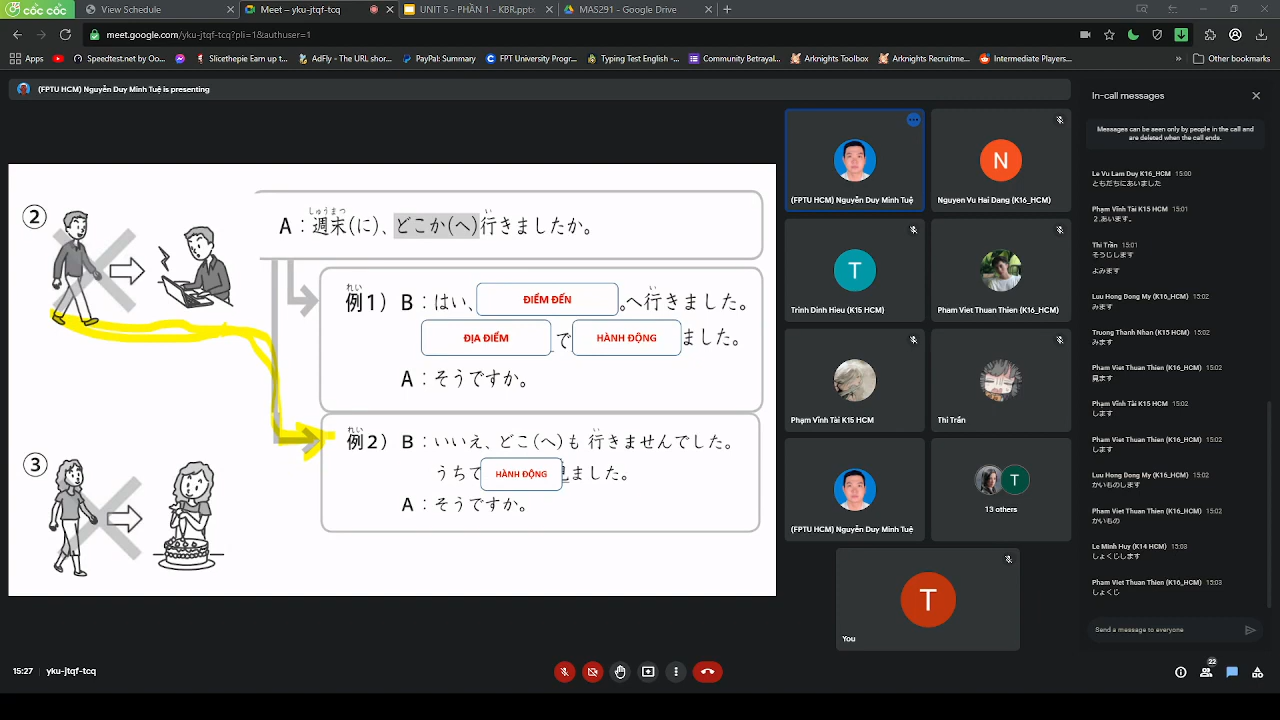 cốc cốc
View Schedule
Meet – yku-jtqf-tcq
UNIT 5 - PHẦN 1 - KBR.pptx
MAS291 - Google Drive
meet.google.com/yku-jtqf-tcq?pli=1&authuser=1
Apps
Speedtest.net by Oo...
Slicethepie Earn up t...
AdFly - The URL shor...
PayPal Summary
FPT University Progr...
Typing Test English -...
Community Betrayal...
Arknights Toolbox
Arknights Recruitme...
Intermediate Players...
Other bookmarks
(FPTU HCM) Nguyễn Duy Minh Tuệ is presenting
②
A：週末(に)、どこか(へ)行きましたか。
しゅうまつ
い
例1）B：はい、
れい
ĐIỂM ĐẾN
。へ行きました。
い
ĐỊA ĐIỂM
で
HÀNH ĐỘNG
ました。
A：そうですか。
例2）B：いいえ、どこ(へ)も 行きませんでした。
れい
い
うちで
HÀNH ĐỘNG
ました。
A：そうですか。
③
(FPTU HCM) Nguyễn Duy Minh Tuệ
N
Nguyen Vu Hai Dang (K16_HCM)
T
Trinh Dinh Hieu (K15 HCM)
Pham Viet Thuan Thien (K16_HCM)
Phạm Vĩnh Tài K15 HCM
Thi Trần
(FPTU HCM) Nguyễn Duy Minh Tuệ
T
13 others
T
You
In-call messages
Messages can be seen only by people in the call and are deleted when the call ends.
Le Vu Lam Duy K16_HCM 15:00
ともだちにあいました
Phạm Vĩnh Tài K15 HCM 15:01
２.あいます。
Thi Trần 15:01
そうじします
よみます
Luu Hong Dong My (K16_HCM) 15:02
みます
Truong Thanh Nhan (K15 HCM) 15:02
みます
Pham Viet Thuan Thien (K16_HCM) 15:02
見ます
Phạm Vĩnh Tài K15 HCM 15:02
します
Pham Viet Thuan Thien (K16_HCM) 15:02
します
Luu Hong Dong My (K16_HCM) 15:02
かいものします
Pham Viet Thuan Thien (K16_HCM) 15:02
かいもの
Le Minh Huy (K14 HCM) 15:03
しょくじします
Pham Viet Thuan Thien (K16_HCM) 15:03
しょくじ
Send a message to everyone
15:27
yku-jtqf-tcq
22